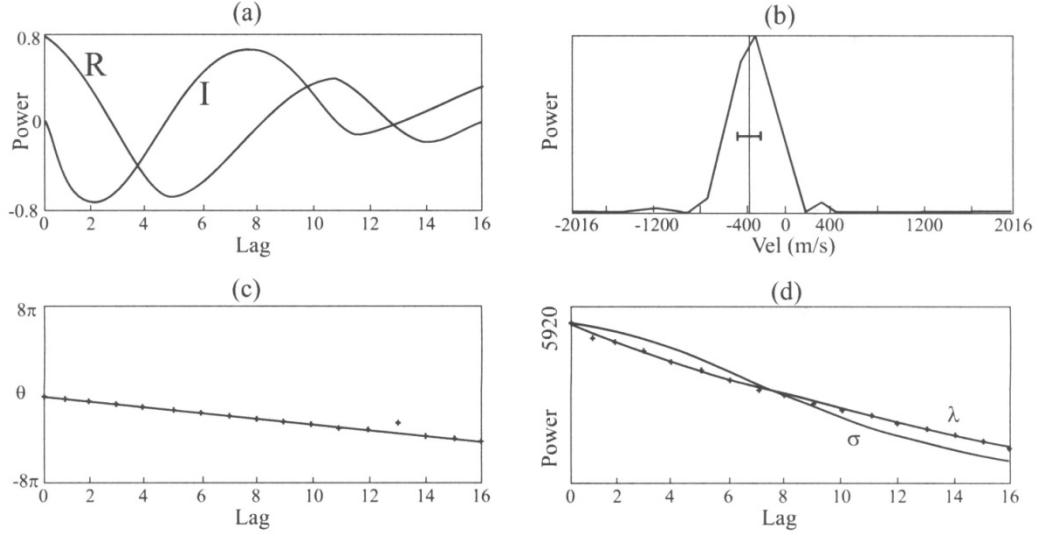 (a)
0.8
0
-0.8
Power
R
I
0 2 4 6 8 10 12 14 16
Lag
(b)
Power
-2016 -1200 -400 0 400 1200 2016
Vel (m/s)
(c)
8π
θ
-8π
0 2 4 6 8 10 12 14 16
Lag
(d)
5920
Power
λ
σ
0 2 4 6 8 10 12 14 16
Lag